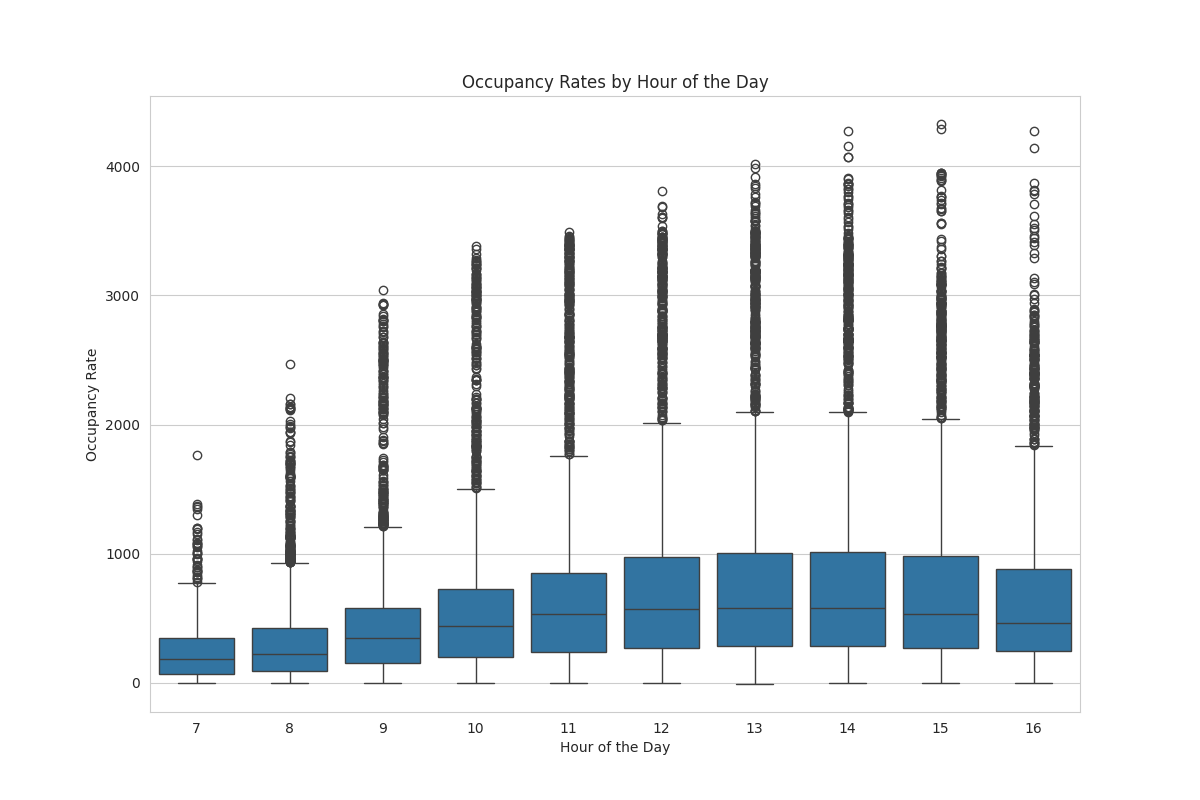 Occupancy Rates by Hour of the Day
4000
3000
2000
1000
0
Occupancy Rate
7 8 9 10 11 12 13 14 15 16
Hour of the Day